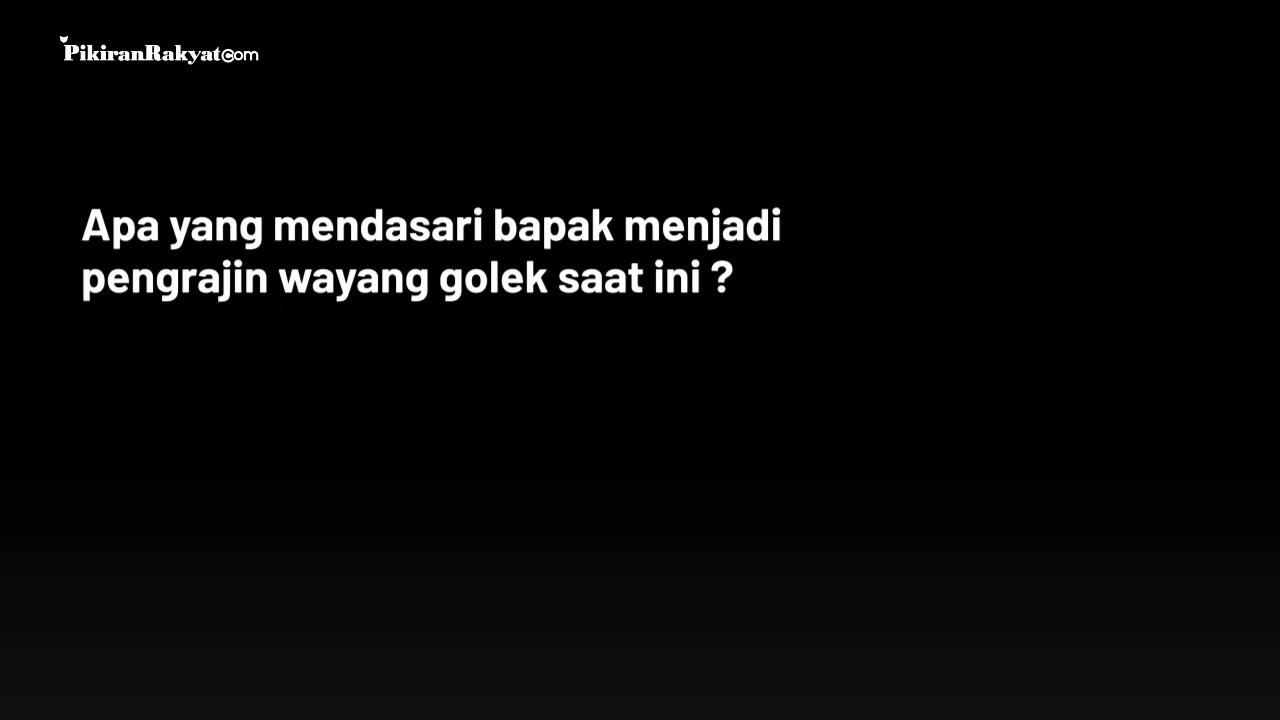 PikiranRakyat.com
Apa yang mendasari bapak menjadi
pengrajin wayang golek saat ini ?